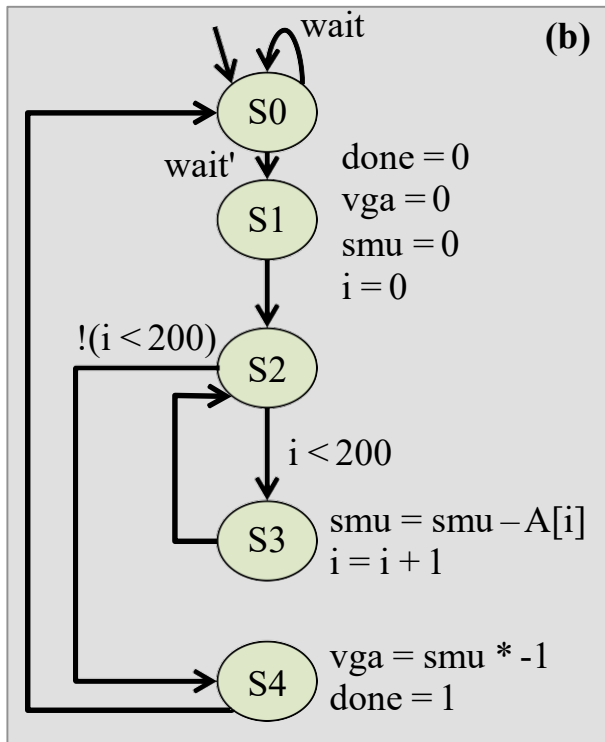 wait
(b)
S0
wait'
done = 0
vga = 0
smu = 0
i = 0
S1
!(i < 200)
S2
i < 200
S3
smu = smu – A[i]
i = i + 1
S4
vga = smu * -1
done = 1